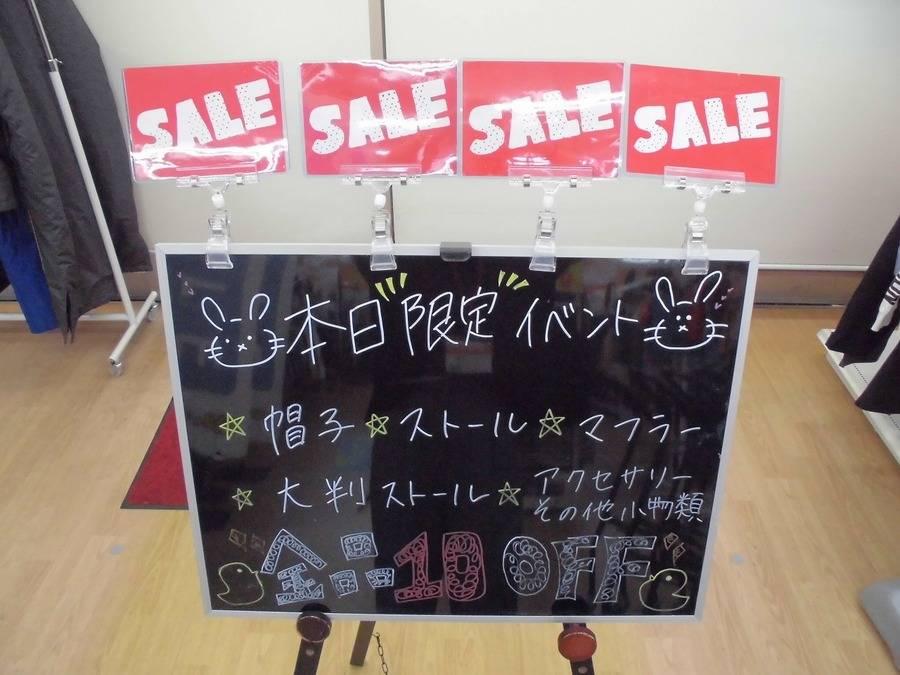 SALE SALE SALE SALE
本日限定イベント
☆帽子☆ストール☆マフラー
☆大判ストール☆アクセサリー
その他小物類
全品-10 OFF